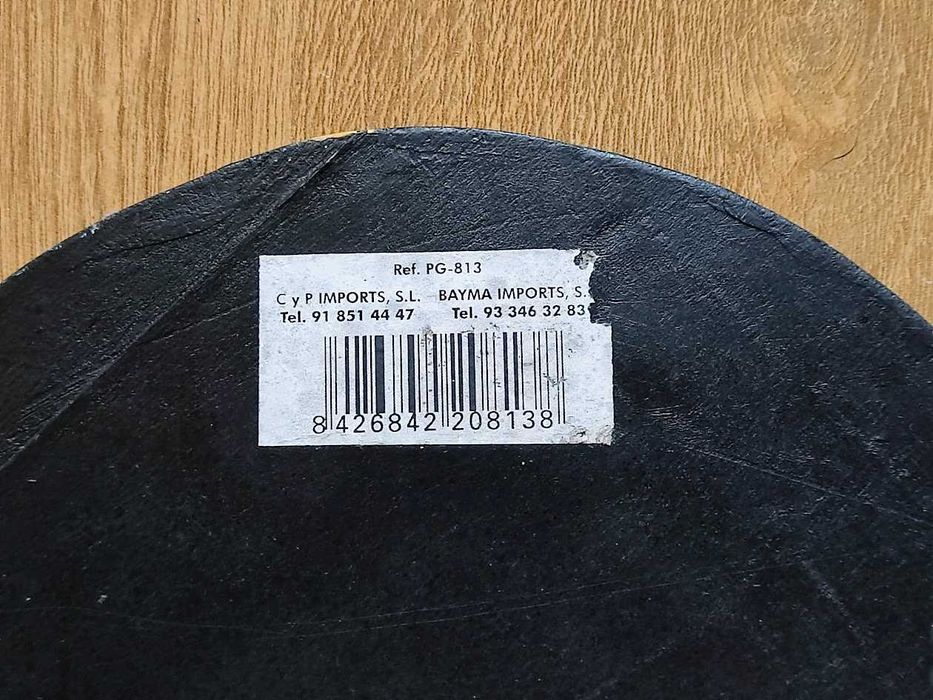 Ref. PG-813
C y P IMPORTS, S.L. BAYMA IMPORTS, S.
Tel. 91 851 44 47 Tel. 93 346 32 83
8 426842 208138